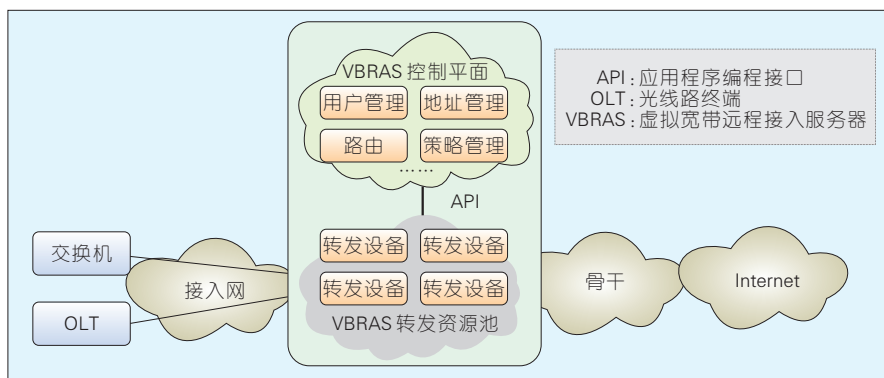 VBRAS 控制平面
用户管理 地址管理
路由 策略管理
……
API
API：应用程序编程接口
OLT：光线路终端
VBRAS：虚拟宽带远程接入服务器
交换机
OLT
接入网
转发设备 转发设备
转发设备 转发设备
VBRAS 转发资源池
骨干
Internet